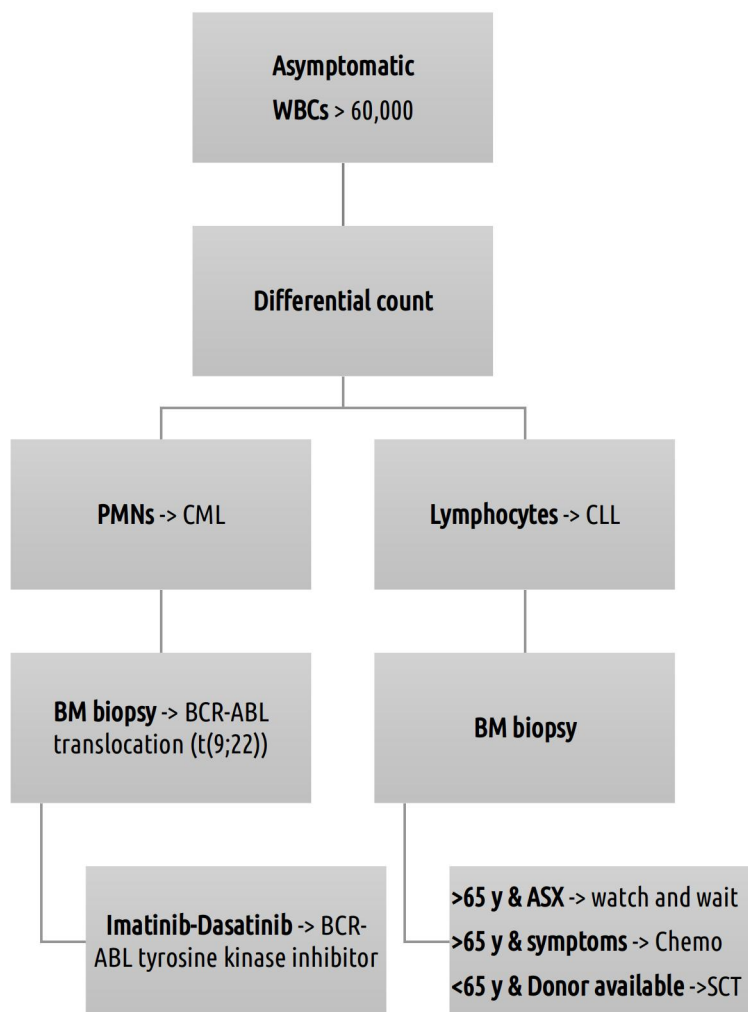 Asymptomatic
WBCs > 60,000
Differential count
PMNs -> CML
Lymphocytes -> CLL
BM biopsy -> BCR-ABL
translocation (t(9;22))
BM biopsy
Imatinib-Dasatinib -> BCR-
ABL tyrosine kinase inhibitor
>65 y & ASX -> watch and wait
>65 y & symptoms -> Chemo
<65 y & Donor available ->SCT